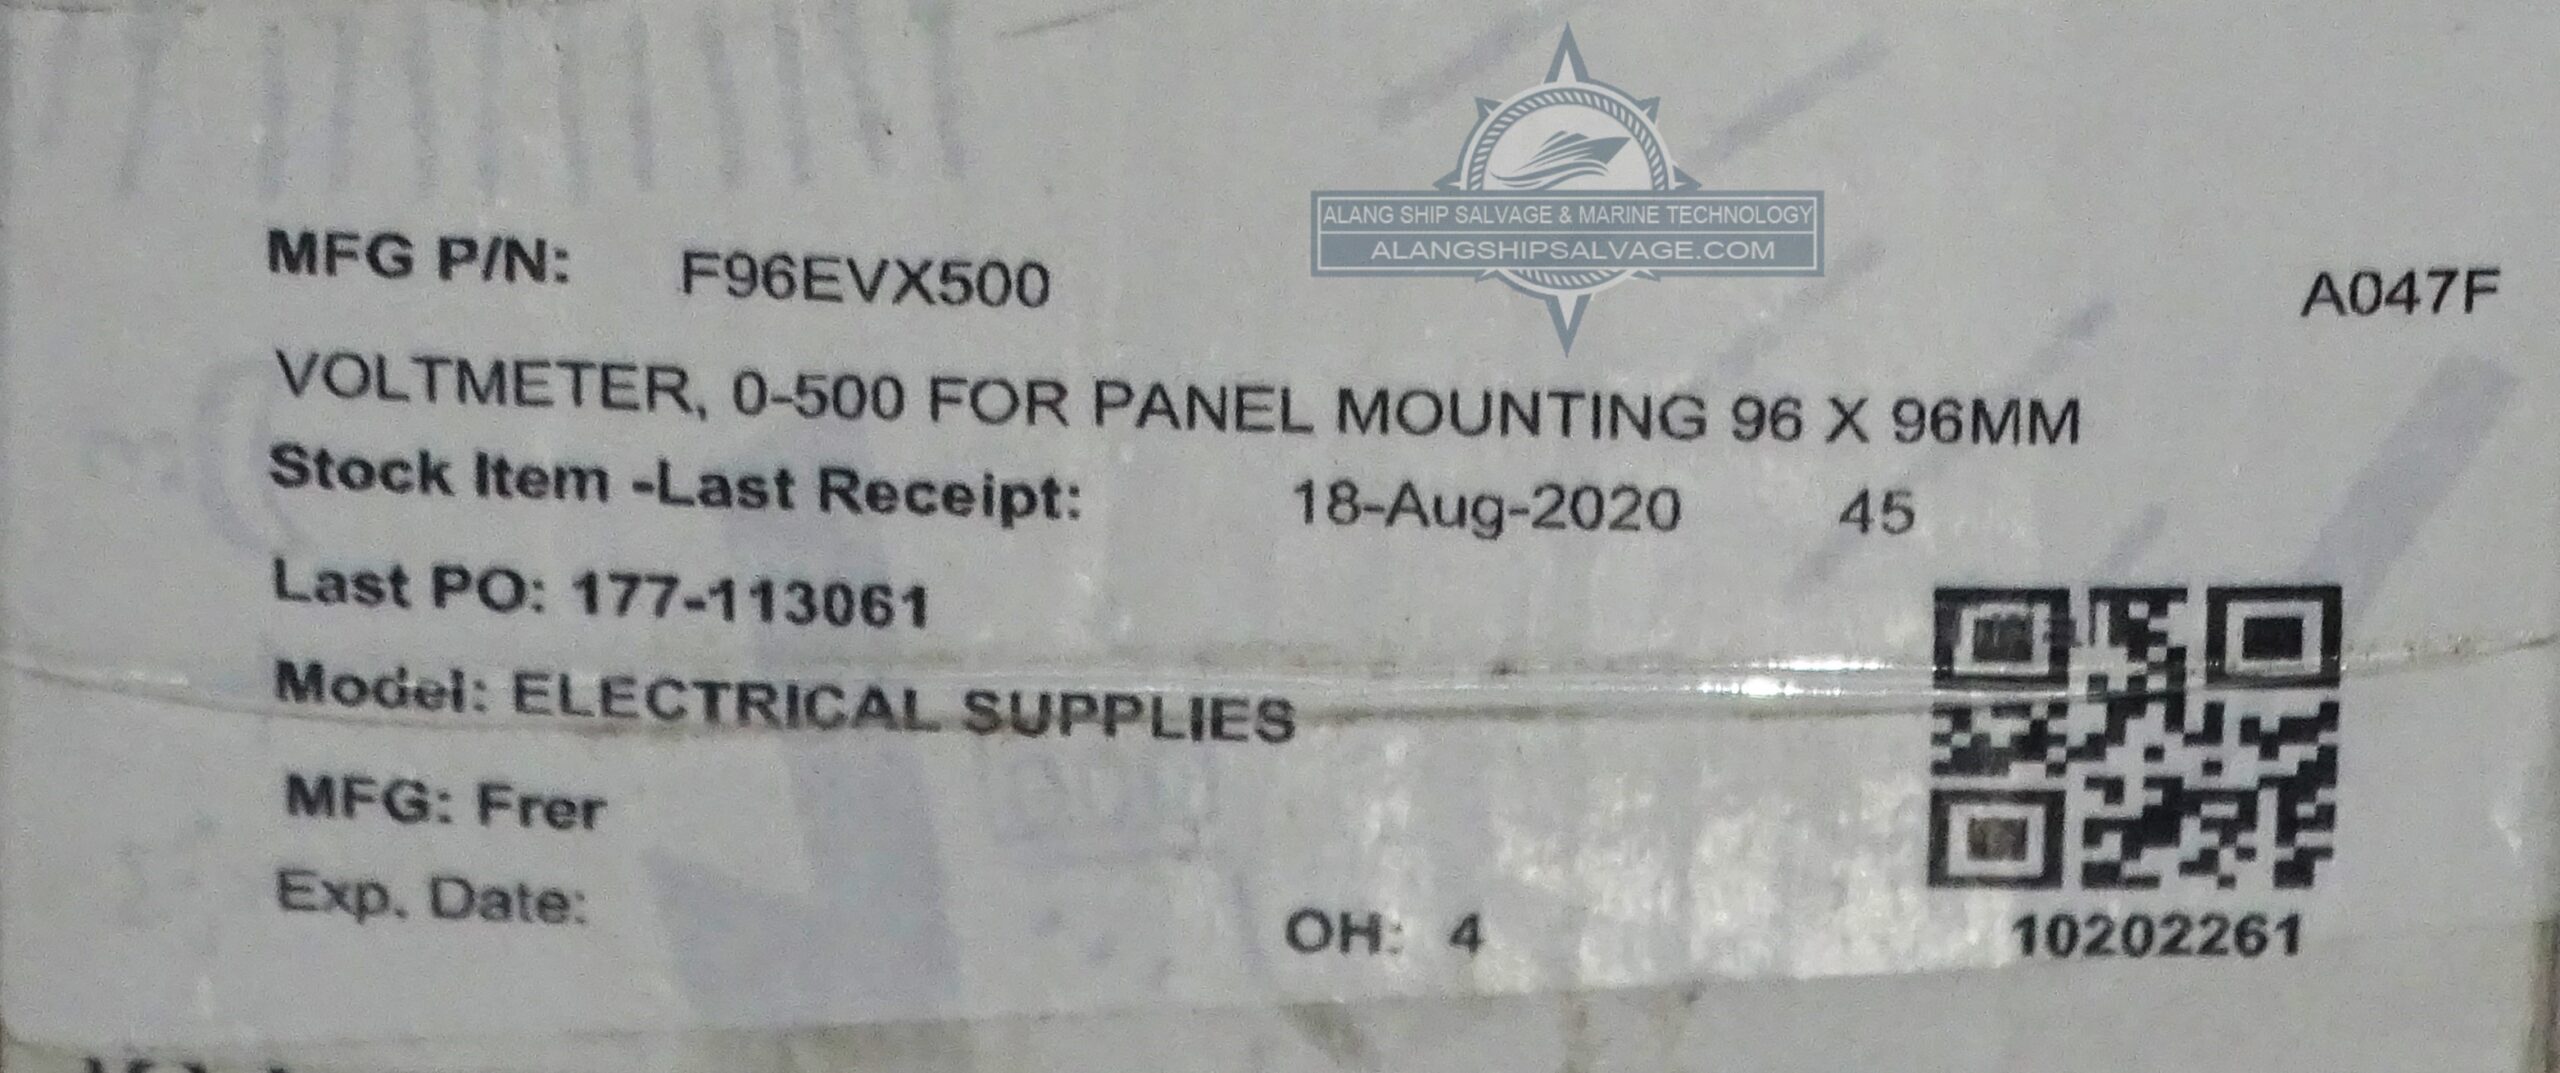 ALANG SHIP SALVAGE & MARINE TECHNOLOGY
ALANGSHIPSALVAGE.COM
MFG P/N: F96EVX500 A047F
VOLTMETER, 0-500 FOR PANEL MOUNTING 96 X 96MM
Stock Item -Last Receipt: 18-Aug-2020 45
Last PO: 177-113061
Model: ELECTRICAL SUPPLIES
MFG: Frer
Exp. Date:
OH: 4
10202261